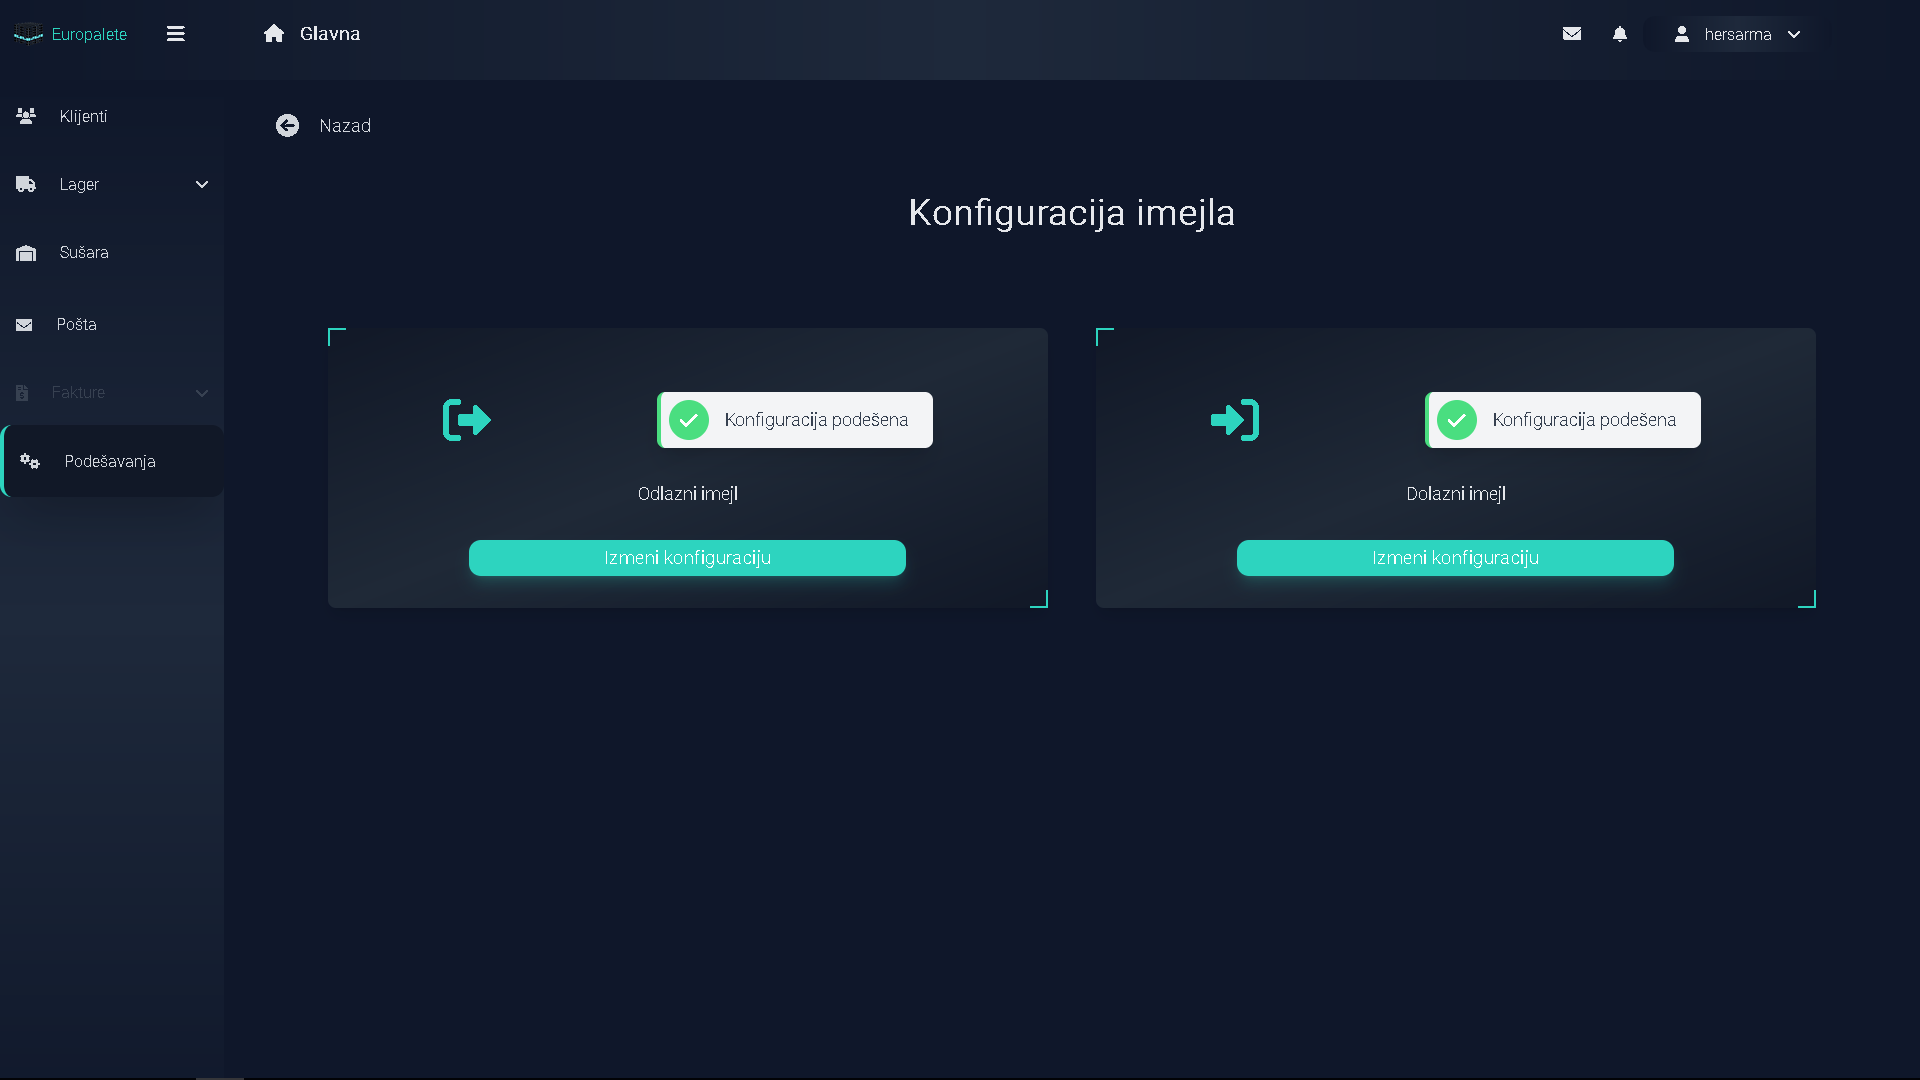 Europalete
Glavna
hersarma
Klijenti
Lager
Sušara
Pošta
Fakture
Podešavanja
Nazad
Konfiguracija imejla
Konfiguracija podešena
Odlazni imejl
Izmeni konfiguraciju
Konfiguracija podešena
Dolazni imejl
Izmeni konfiguraciju